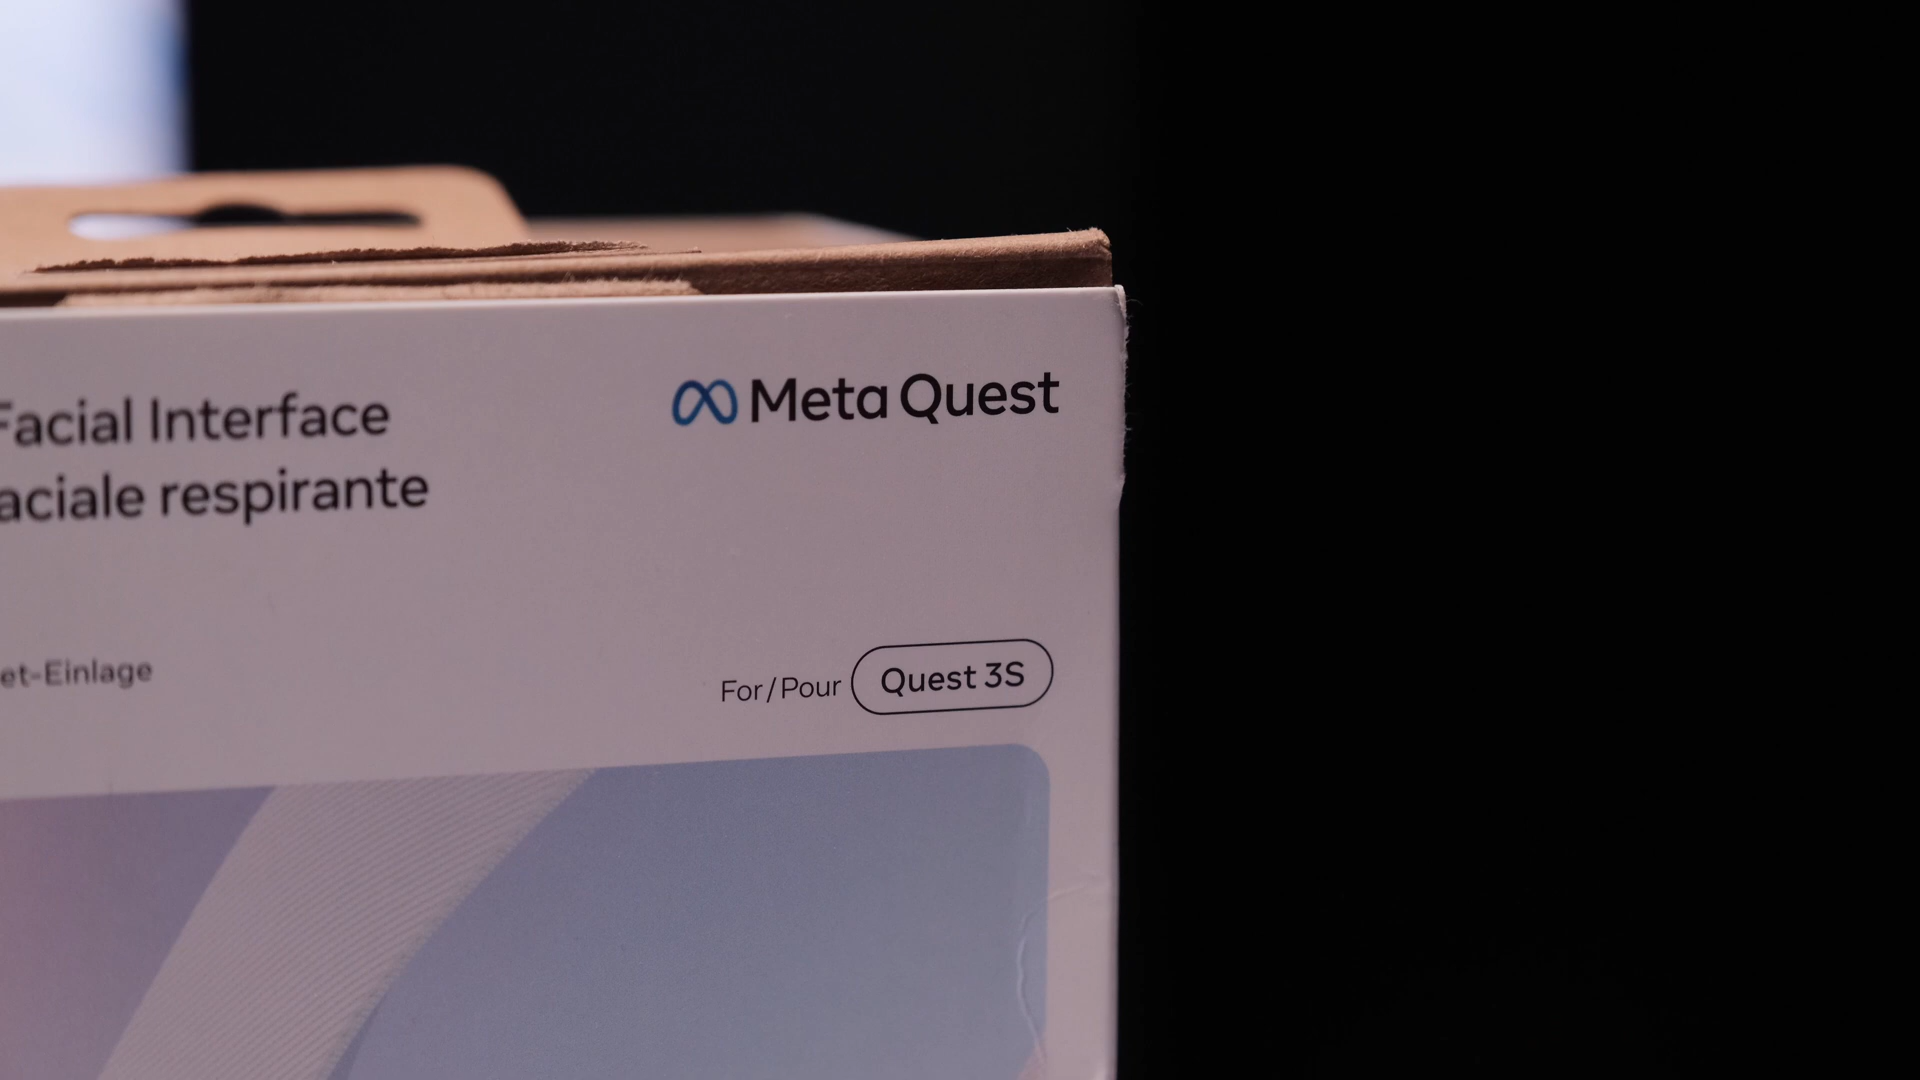 Facial Interface
aciale respirante
Meta Quest
et-Einlage
For/Pour Quest 3S